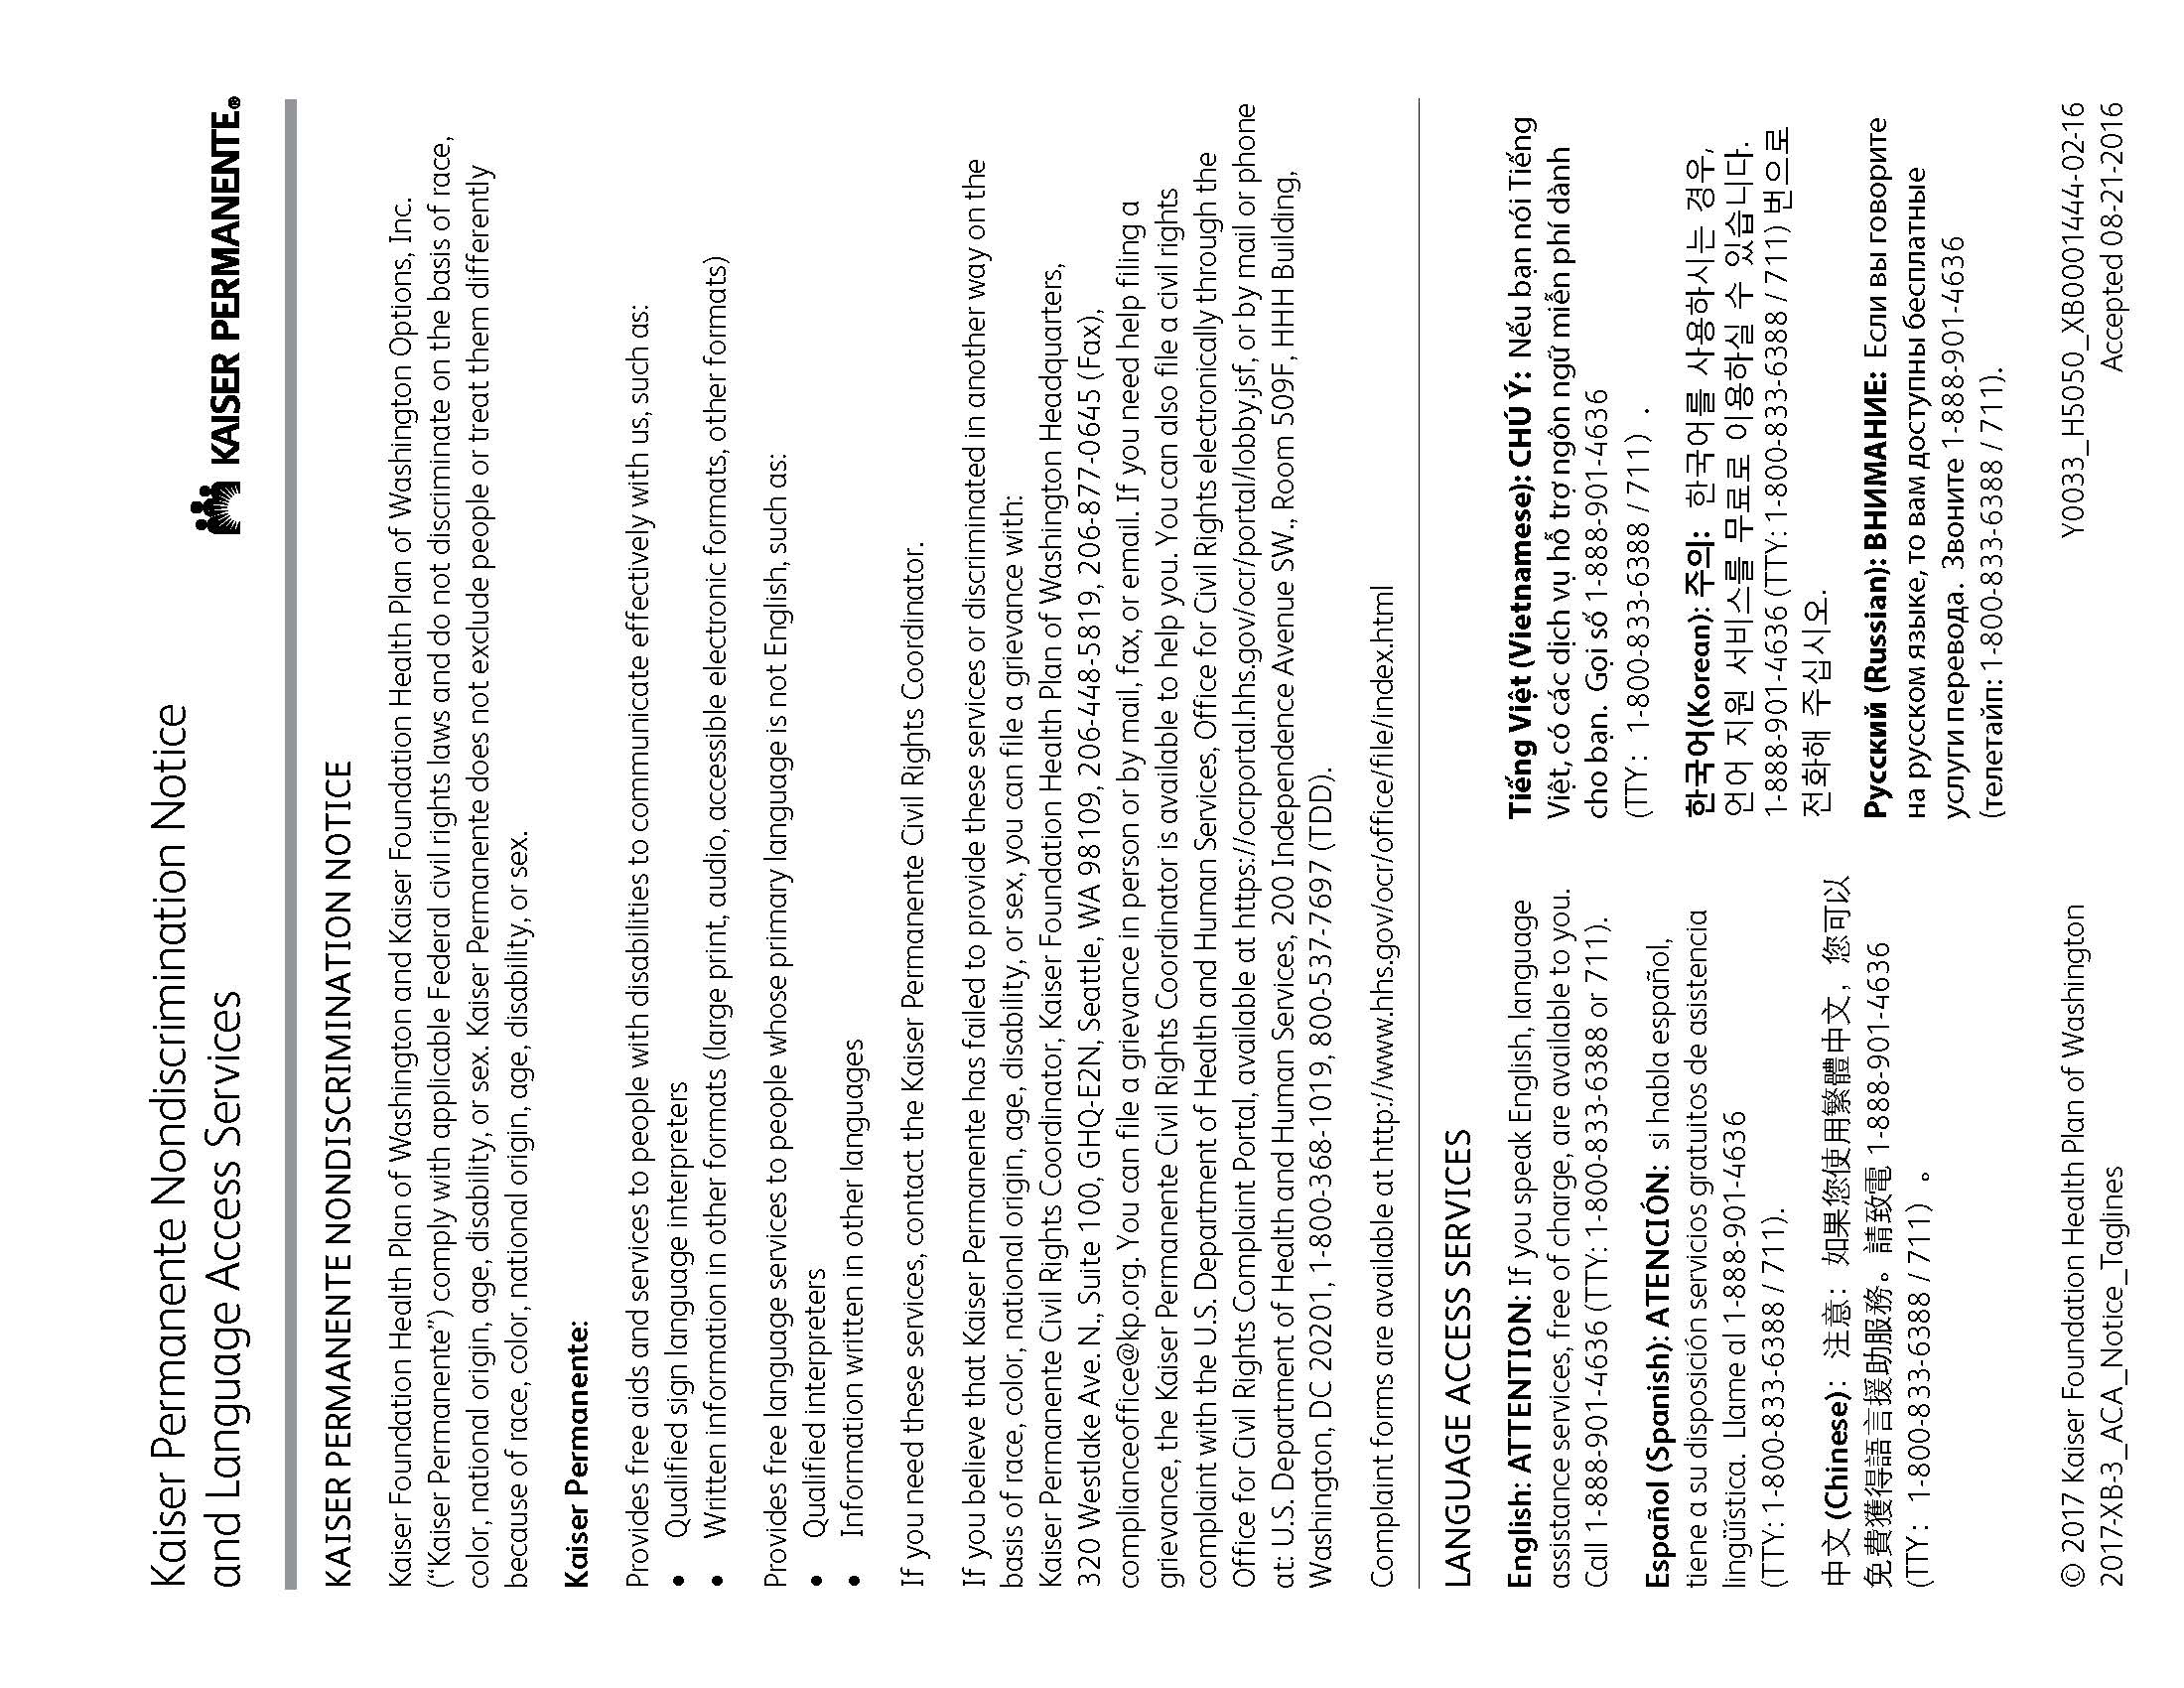 Kaiser Permanente Nondiscrimination Notice
and Language Access Services
KAISER PERMANENTE®
KAISER PERMANENTE NONDISCRIMINATION NOTICE
Kaiser Foundation Health Plan of Washington and Kaiser Foundation Health Plan of Washington Options, Inc.
(“Kaiser Permanente”) comply with applicable Federal civil rights laws and do not discriminate on the basis of race,
color, national origin, age, disability, or sex. Kaiser Permanente does not exclude people or treat them differently
because of race, color, national origin, age, disability, or sex.
Kaiser Permanente:
Provides free aids and services to people with disabilities to communicate effectively with us, such as:
• Qualified sign language interpreters
• Written information in other formats (large print, audio, accessible electronic formats, other formats)
Provides free language services to people whose primary language is not English, such as:
• Qualified interpreters
• Information written in other languages
If you need these services, contact the Kaiser Permanente Civil Rights Coordinator.
If you believe that Kaiser Permanente has failed to provide these services or discriminated in another way on the
basis of race, color, national origin, age, disability, or sex, you can file a grievance with:
Kaiser Permanente Civil Rights Coordinator, Kaiser Foundation Health Plan of Washington Headquarters,
320 Westlake Ave. N., Suite 100, GHQ-E2N, Seattle, WA 98109, 206-448-5819, 206-877-0645 (Fax),
complianceoffice@kp.org. You can file a grievance in person or by mail, fax, or email. If you need help filing a
grievance, the Kaiser Permanente Civil Rights Coordinator is available to help you. You can also file a civil rights
complaint with the U.S. Department of Health and Human Services, Office for Civil Rights electronically through the
Office for Civil Rights Complaint Portal, available at https://ocrportal.hhs.gov/ocr/portal/lobby.jsf, or by mail or phone
at: U.S. Department of Health and Human Services, 200 Independence Avenue SW., Room 509F, HHH Building,
Washington, DC 20201, 1-800-368-1019, 800-537-7697 (TDD).
Complaint forms are available at http://www.hhs.gov/ocr/office/file/index.html
LANGUAGE ACCESS SERVICES
English: ATTENTION: If you speak English, language
assistance services, free of charge, are available to you.
Call 1-888-901-4636 (TTY: 1-800-833-6388 or 711).
Español (Spanish): ATENCIÓN: si habla español,
tiene a su disposición servicios gratuitos de asistencia
lingüística. Llame al 1-888-901-4636
(TTY: 1-800-833-6388 / 711).
中文 (Chinese)： 注意： 如果您使用繁體中文，您可以
免費獲得語言援助服務。請致電 1-888-901-4636
(TTY： 1-800-833-6388 / 711) 。
Tiếng Việt (Vietnamese): CHÚ Ý: Nếu bạn nói Tiếng
Việt, có các dịch vụ hỗ trợ ngôn ngữ miễn phí dành
cho bạn. Gọi số 1-888-901-4636
(TTY: 1-800-833-6388 / 711) .
한국어(Korean): 주의: 한국어를 사용하시는 경우,
언어 지원 서비스를 무료로 이용하실 수 있습니다.
1-888-901-4636 (TTY: 1-800-833-6388 / 711) 번으로
전화해 주십시오.
Русский (Russian): ВНИМАНИЕ: Если вы говорите
на русском языке, то вам доступны бесплатные
услуги перевода. Звоните 1-888-901-4636
(телетайп: 1-800-833-6388 / 711).
© 2017 Kaiser Foundation Health Plan of Washington
2017-XB-3_ACA_Notice_Taglines
Y0033_H5050_XB0001444-02-16
Accepted 08-21-2016